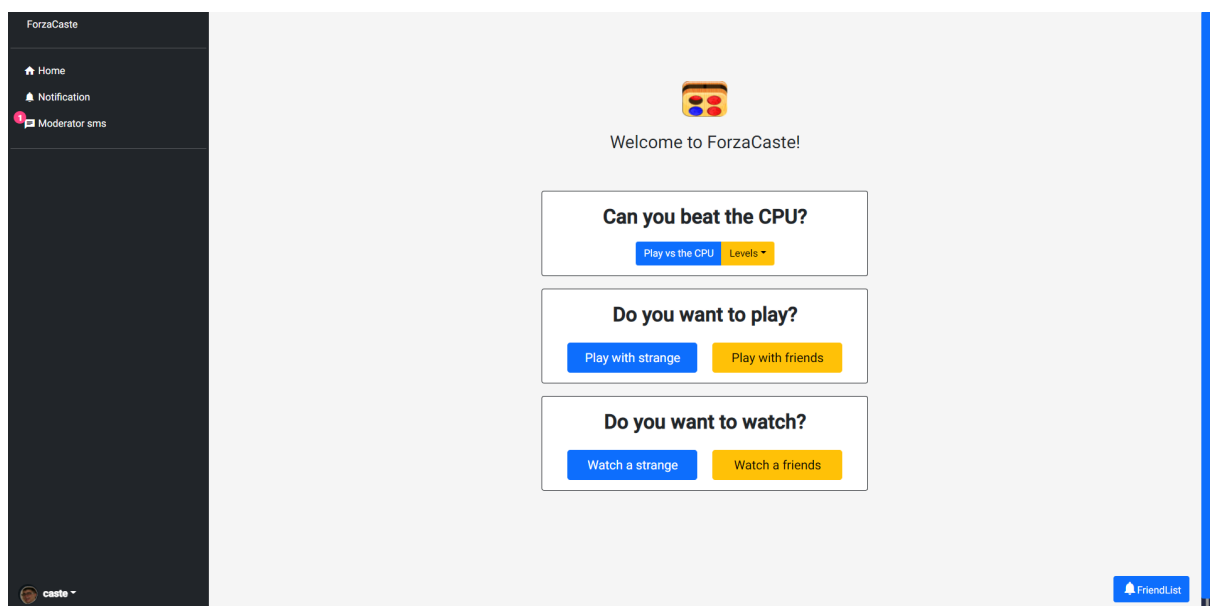 ForzaCaste
Home
Notification
1
Moderator sms
Welcome to ForzaCaste!
Can you beat the CPU?
Play vs the CPU Levels
Do you want to play?
Play with strange Play with friends
Do you want to watch?
Watch a strange Watch a friends
caste
FriendList